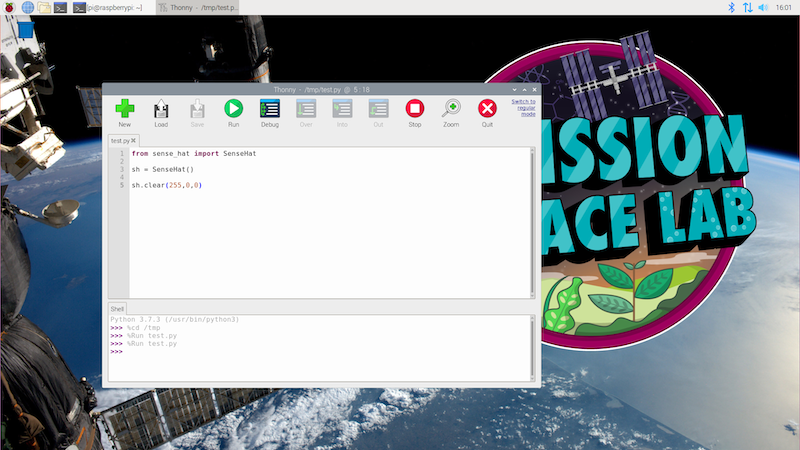 [pi@raspberrypi: ~]
Thonny - /tmp/test.p..
16:01
Thonny - /tmp/test.py @ 5:18
New Load Save Run Debug Over Into Out Stop Zoom Quit
Switch to
regular
mode
test.py
1 from sense_hat import SenseHat
2
3 sh = SenseHat()
4
5 sh.clear(255,0,0)
Shell
Python 3.7.3 (/usr/bin/python3)
>>> %cd /tmp
>>> %Run test.py
>>> %Run test.py
>>>
ISSION
ACE LAB